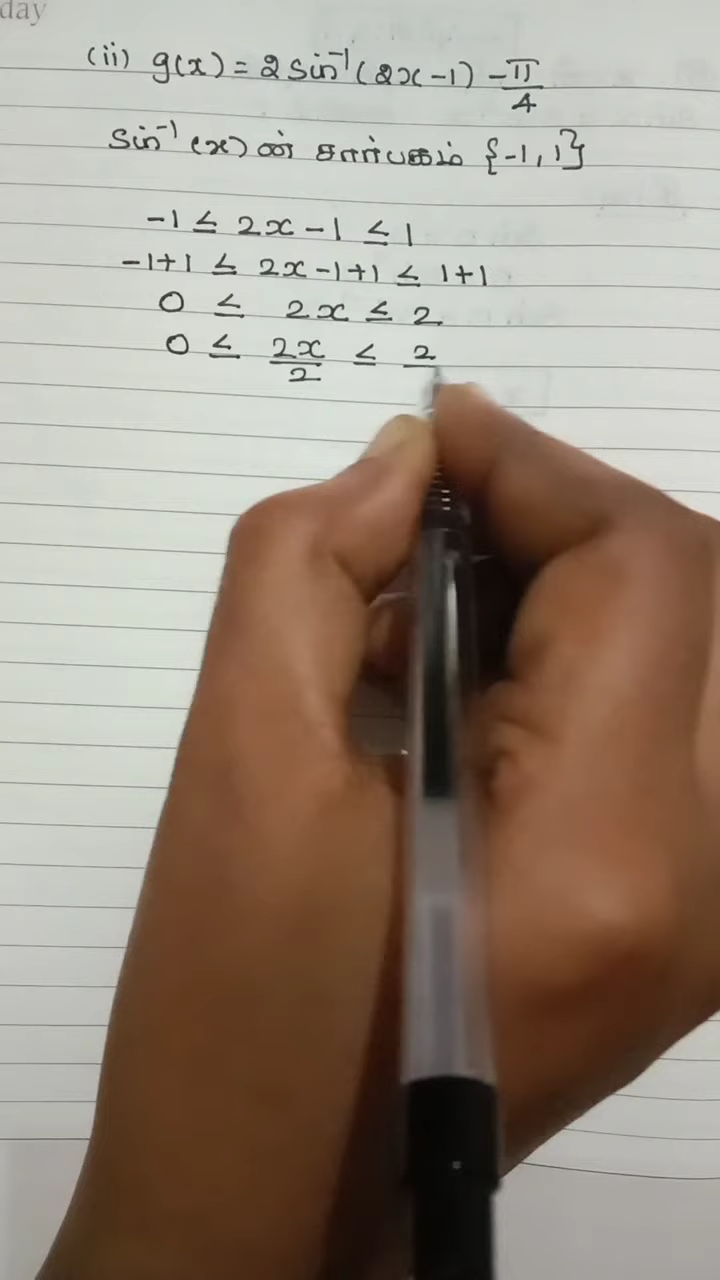 day
(ii) g(x) = 2 sin⁻¹(2x - 1) - π/4
sin⁻¹(x) ன் சார்பகம் {-1, 1}
-1 ≤ 2x - 1 ≤ 1
-1+1 ≤ 2x - 1 + 1 ≤ 1+1
0 ≤ 2x ≤ 2
0 ≤ 2x/2 ≤ 2